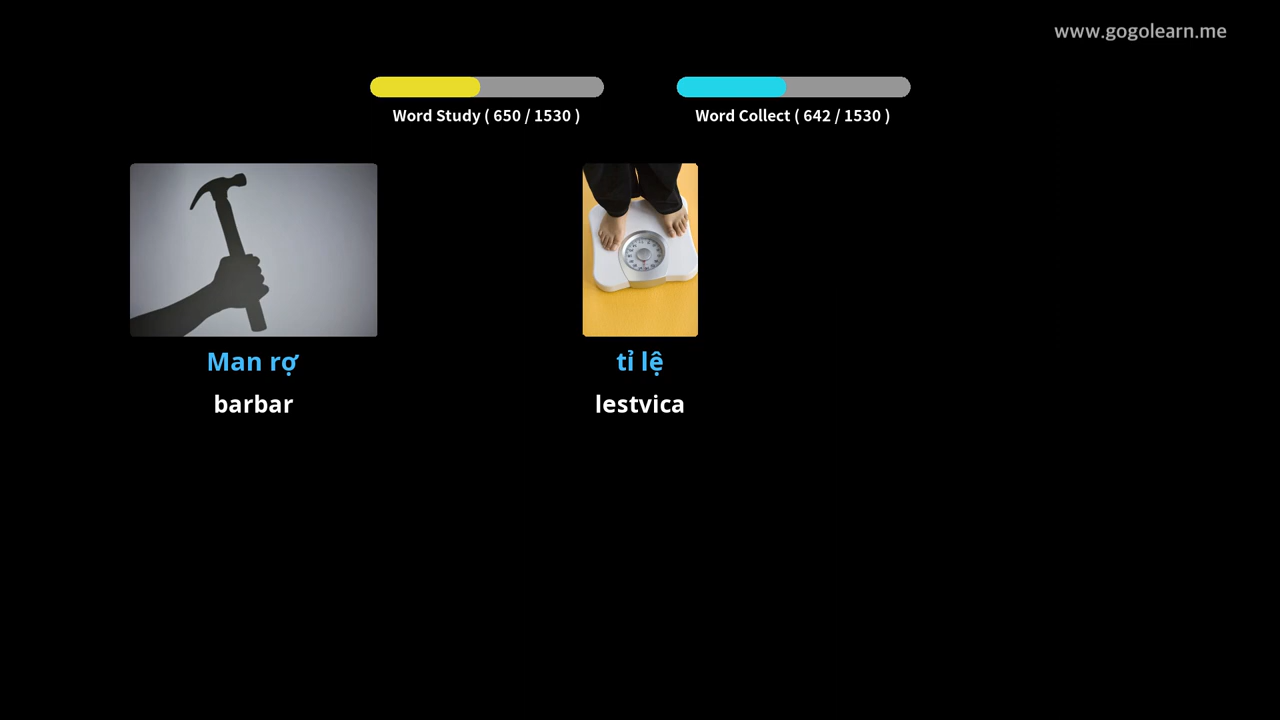 www.gogolearn.me
Word Study ( 650 / 1530 )
Word Collect ( 642 / 1530 )
Man rợ
barbar
tỉ lệ
lestvica